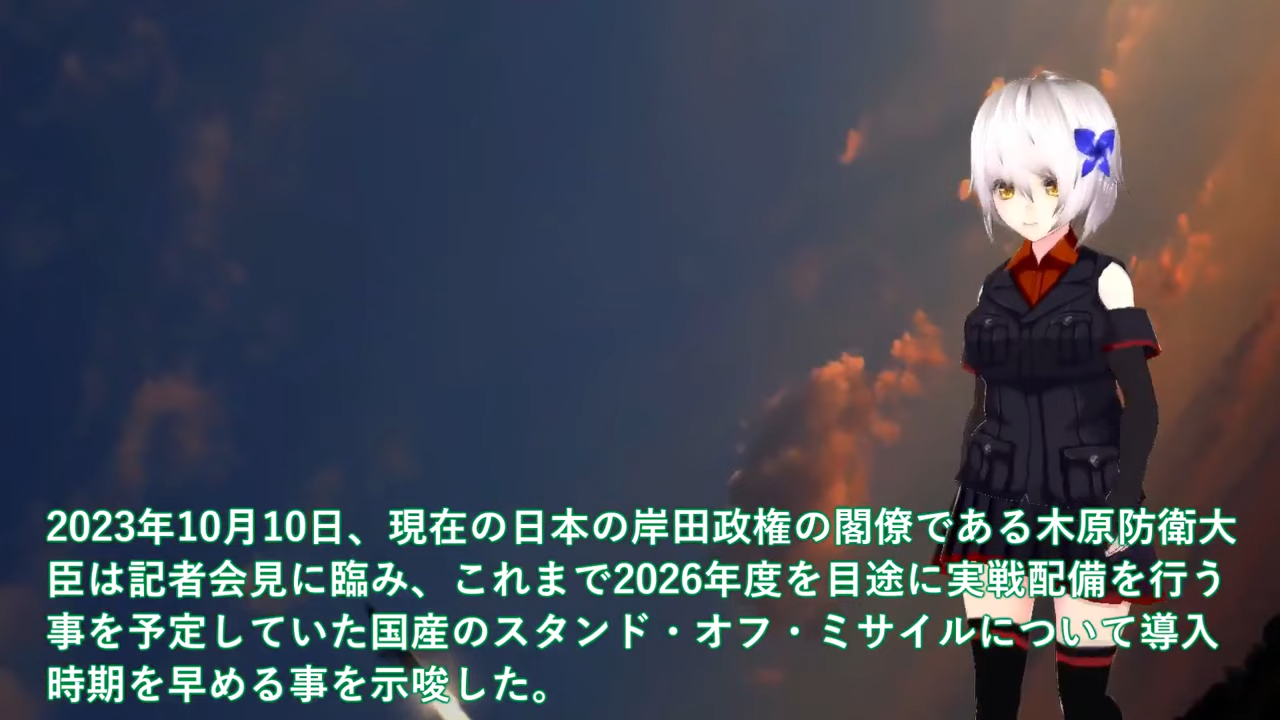 2023年10月10日、現在の日本の岸田政権の閣僚である木原防衛大
臣は記者会見に臨み、これまで2026年度を目途に実戦配備を行う
事を予定していた国産のスタンド・オフ・ミサイルについて導入
時期を早める事を示唆した。